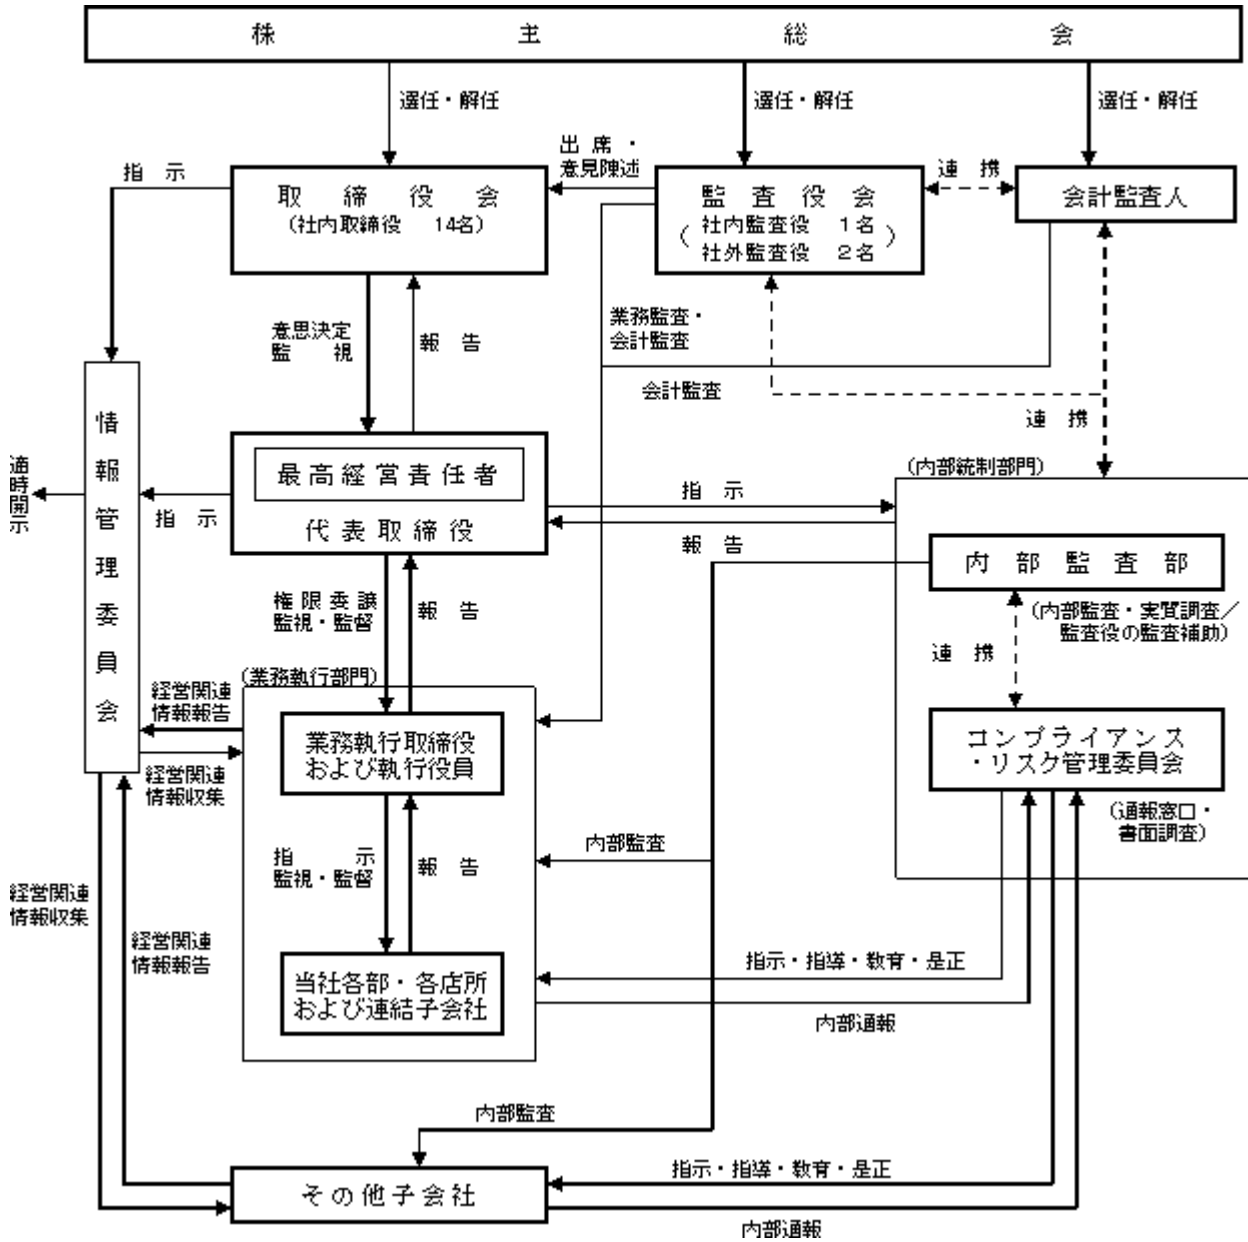 株主総会
選任・解任
選任・解任
選任・解任
指示
出席・
意見陳述
連携
取締役会
(社内取締役 14名)
監査役会
(社内監査役 1名
社外監査役 2名)
会計監査人
意思決定
監視
報告
業務監査・
会計監査
会計監査
連携
情報管理委員会
適時開示
指示
最高経営責任者
代表取締役
指示
報告
(内部統制部門)
内部監査部
(内部監査・実質調査/
監査役の監査補助)
連携
権限委譲
監視・監督
報告
(業務執行部門)
経営関連
情報報告
経営関連
情報収集
業務執行取締役
および執行役員
コンプライアンス
・リスク管理委員会
(通報窓口・
書面調査)
指示
監視・監督
報告
内部監査
経営関連
情報収集
経営関連
情報報告
当社各部・各店所
および連結子会社
指示・指導・教育・是正
内部通報
内部監査
その他子会社
指示・指導・教育・是正
内部通報